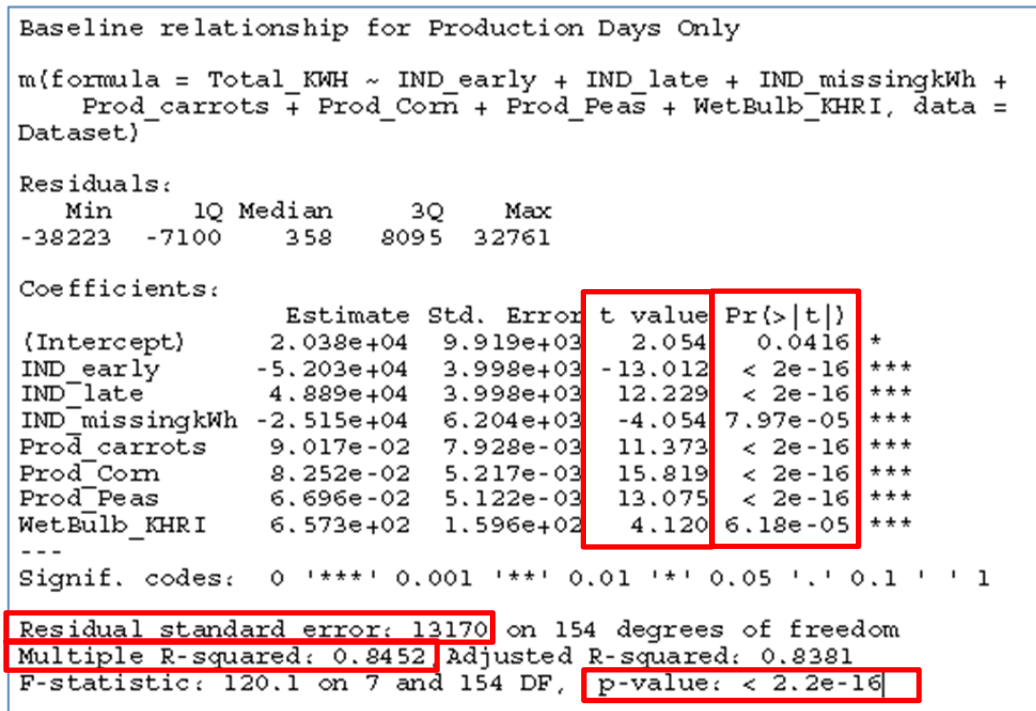 Baseline relationship for Production Days Only
m(formula = Total_KWH ~ IND_early + IND_late + IND_missingkWh +
Prod_carrots + Prod_Corn + Prod_Peas + WetBulb_KHRI, data =
Dataset)
Residuals:
Min 1Q Median 3Q Max
-38223 -7100 358 8095 32761
Coefficients:
Estimate Std. Error t value Pr(>|t|)
(Intercept) 2.038e+04 9.919e+03 2.054 0.0416 *
IND_early -5.203e+04 3.998e+03 -13.012 < 2e-16 ***
IND_late 4.889e+04 3.998e+03 12.229 < 2e-16 ***
IND_missingkWh -2.515e+04 6.204e+03 -4.054 7.97e-05 ***
Prod_carrots 9.017e-02 7.928e-03 11.373 < 2e-16 ***
Prod_Corn 8.252e-02 5.217e-03 15.819 < 2e-16 ***
Prod_Peas 6.696e-02 5.122e-03 13.075 < 2e-16 ***
WetBulb_KHRI 6.573e+02 1.596e+02 4.120 6.18e-05 ***
---
Signif. codes: 0 '***' 0.001 '**' 0.01 '*' 0.05 '.' 0.1 ' ' 1
Residual standard error: 13170 on 154 degrees of freedom
Multiple R-squared: 0.8452, Adjusted R-squared: 0.8381
F-statistic: 120.1 on 7 and 154 DF, p-value: < 2.2e-16